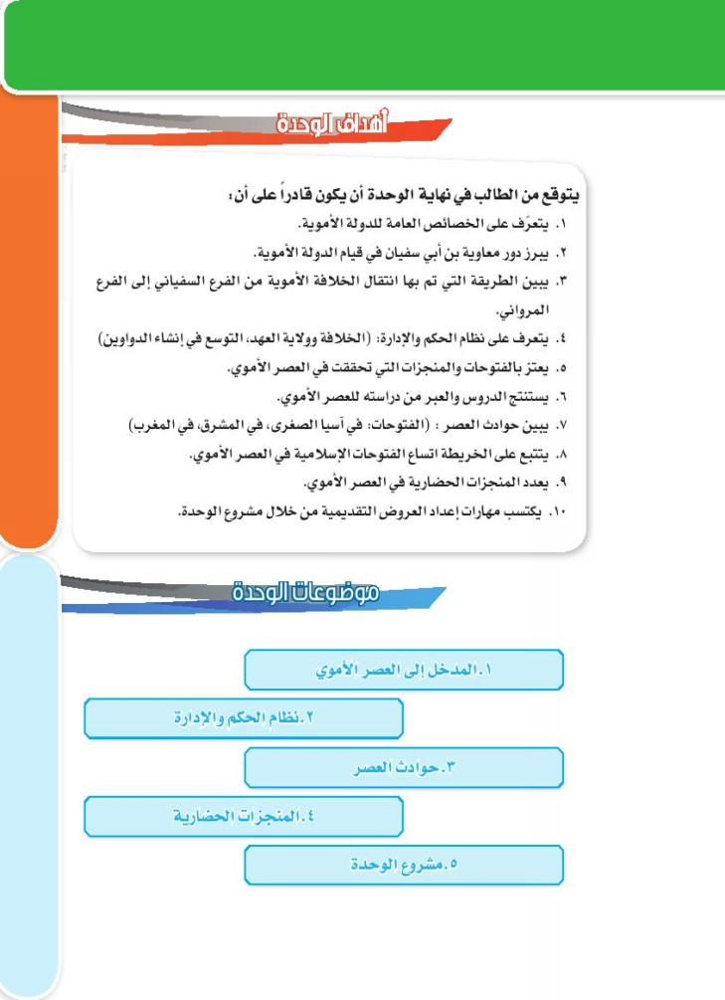 أهداف الوحدة
يتوقع من الطالب في نهاية الوحدة أن يكون قادراً على أن:
١. يتعرّف على الخصائص العامة للدولة الأموية.
٢. يبرز دور معاوية بن أبي سفيان في قيام الدولة الأموية.
٣. يبين الطريقة التي تم بها انتقال الخلافة الأموية من الفرع السفياني إلى الفرع
المرواني.
٤. يتعرف على نظام الحكم والإدارة: (الخلافة وولاية العهد، التوسع في إنشاء الدواوين)
٥. يعتز بالفتوحات والمنجزات التي تحققت في العصر الأموي.
٦. يستنتج الدروس والعبر من دراسته للعصر الأموي.
٧. يبين حوادث العصر : (الفتوحات: في آسيا الصغرى، في المشرق، في المغرب)
٨. يتتبع على الخريطة اتساع الفتوحات الإسلامية في العصر الأموي.
٩. يعدد المنجزات الحضارية في العصر الأموي.
١٠. يكتسب مهارات إعداد العروض التقديمية من خلال مشروع الوحدة.
موضوعات الوحدة
١.المدخل إلى العصر الأموي
٢.نظام الحكم والإدارة
٣.حوادث العصر
٤.المنجزات الحضارية
٥.مشروع الوحدة